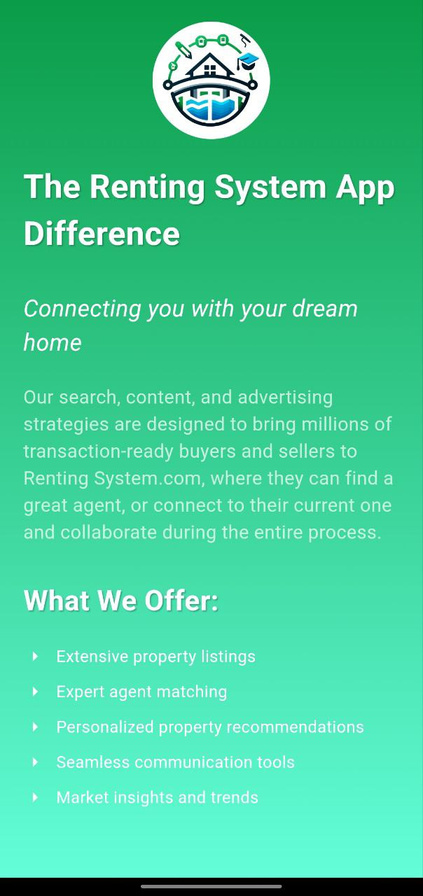 The Renting System App
Difference
Connecting you with your dream
home
Our search, content, and advertising
strategies are designed to bring millions of
transaction-ready buyers and sellers to
Renting System.com, where they can find a
great agent, or connect to their current one
and collaborate during the entire process.
What We Offer:
Extensive property listings
Expert agent matching
Personalized property recommendations
Seamless communication tools
Market insights and trends